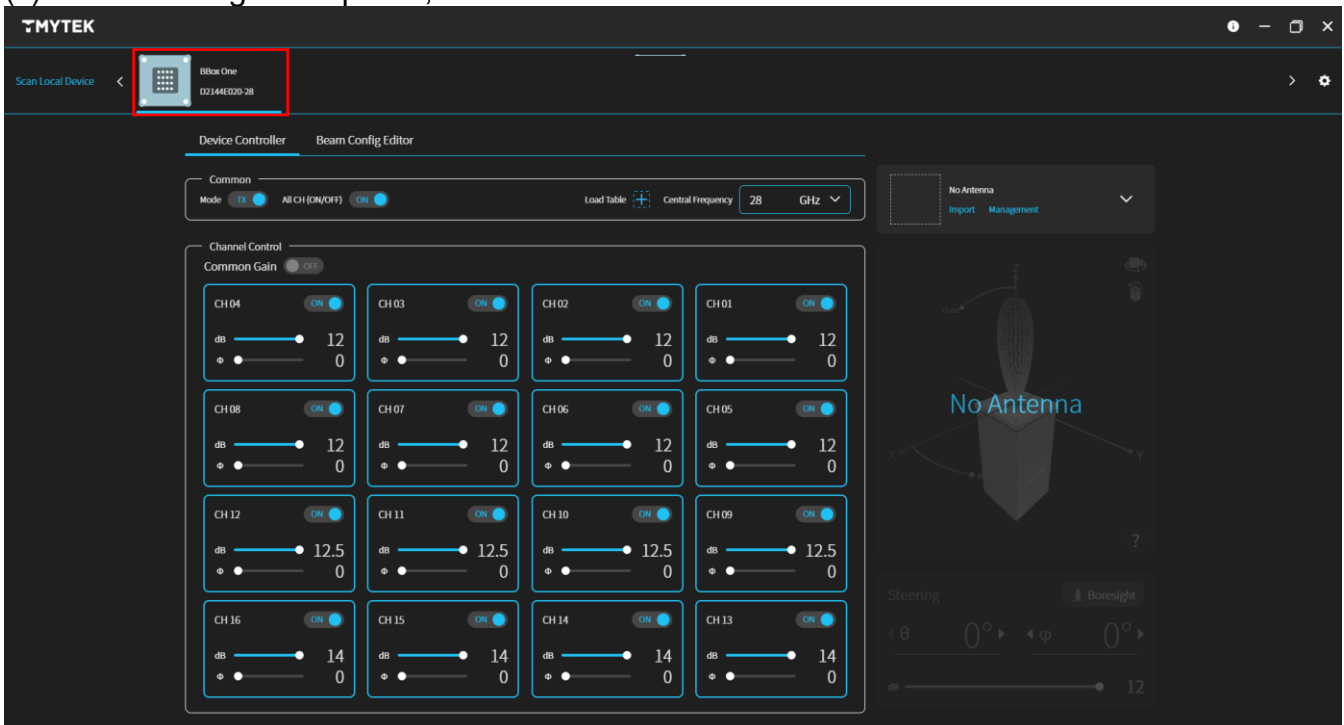 TMYTEK
Scan Local Device
BBox One
D2144E020-28
Device Controller Beam Config Editor
Common
Mode TX All CH (ON/OFF) ON Load Table Central Frequency 28 GHz
No Antenna
Import Management
Channel Control
Common Gain OFF
CH 04 ON CH 03 ON CH 02 ON CH 01 ON
dB 12 dB 12 dB 12 dB 12
Φ 0 Φ 0 Φ 0 Φ 0
CH 08 ON CH 07 ON CH 06 ON CH 05 ON
dB 12 dB 12 dB 12 dB 12
Φ 0 Φ 0 Φ 0 Φ 0
CH 12 ON CH 11 ON CH 10 ON CH 09 ON
dB 12.5 dB 12.5 dB 12.5 dB 12.5
Φ 0 Φ 0 Φ 0 Φ 0
CH 16 ON CH 15 ON CH 14 ON CH 13 ON
dB 14 dB 14 dB 14 dB 14
Φ 0 Φ 0 Φ 0 Φ 0
Z
No Antenna
X Y
?
Steering Boresight
θ 0° φ 0°
dB 12